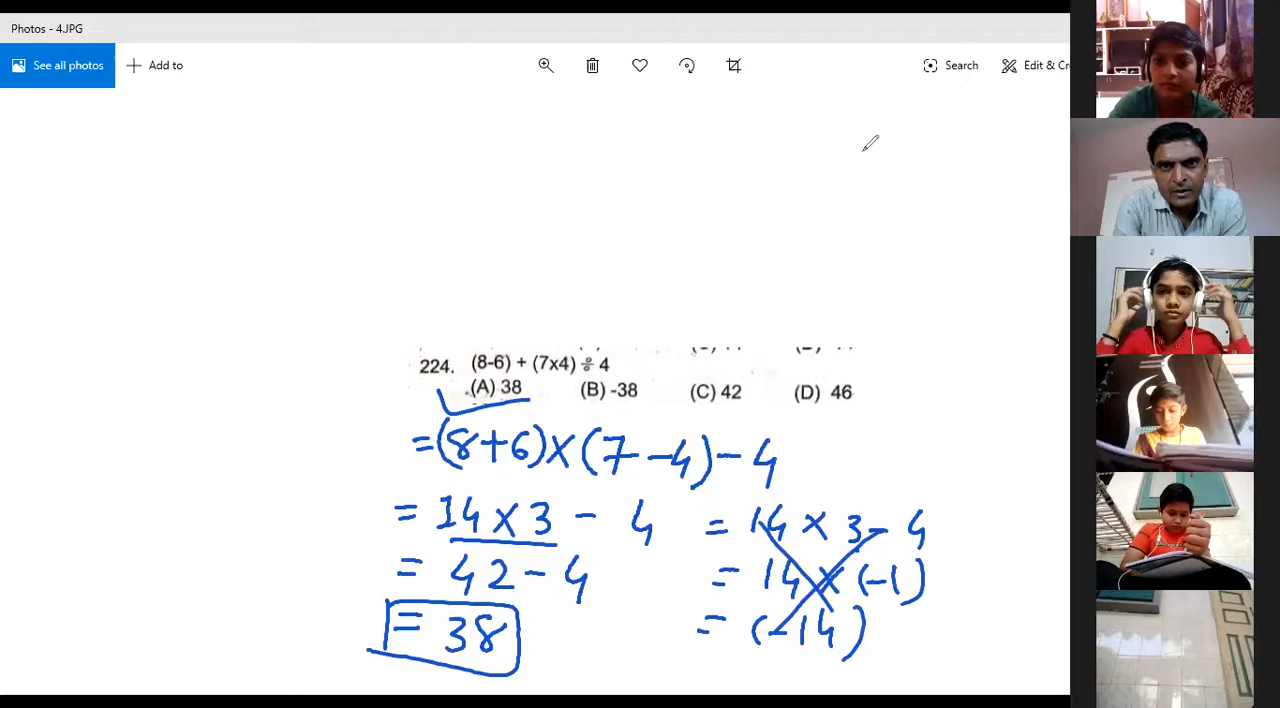 Photos - 4.JPG
See all photos
Add to
Search
Edit & Cr
224. (8-6) + (7x4) ÷ 4
(A) 38 (B) -38 (C) 42 (D) 46
=(8+6)×(7-4)-4
= 14 × 3 - 4
= 42 - 4
= 38
= 14 × 3 - 4
= 14 × (-1)
= (-14)